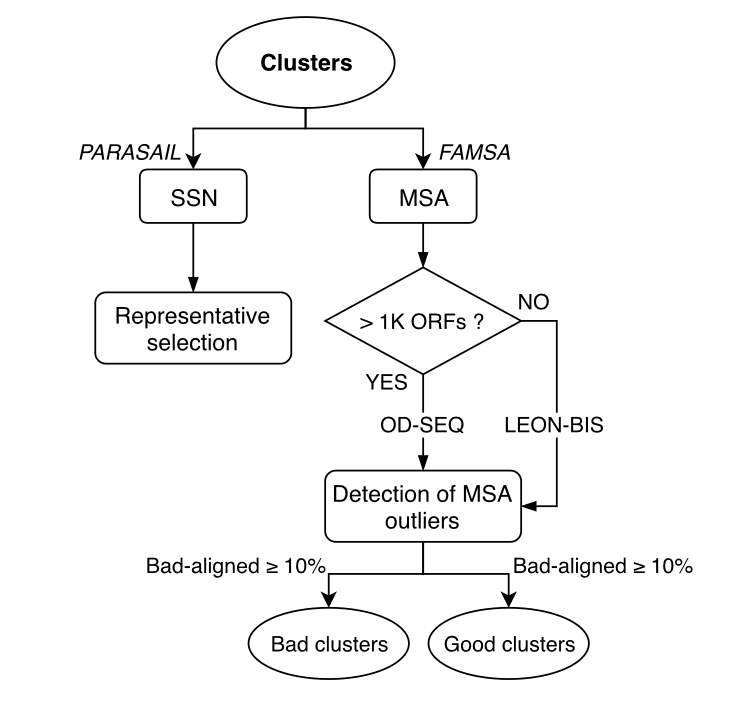 Clusters
PARASAIL
FAMSA
SSN
MSA
Representative
selection
> 1K ORFs ?
NO
YES
OD-SEQ
LEON-BIS
Detection of MSA
outliers
Bad-aligned ≥ 10%
Bad-aligned ≥ 10%
Bad clusters
Good clusters